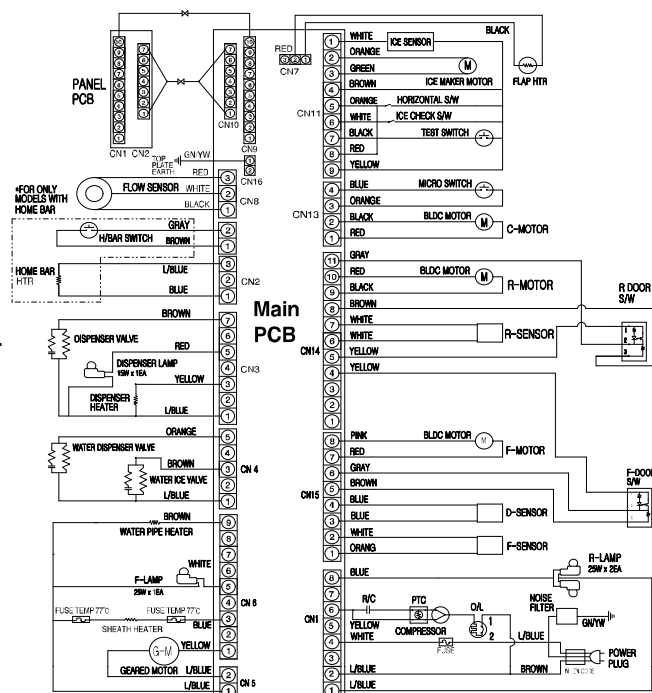 PANEL
PCB
CN1 CN2
CN10
CN9
TOP
PLATE
EARTH
GN/YW
CN16
*FOR ONLY
MODELS WITH
HOME BAR
FLOW SENSOR
RED
WHITE
BLACK
CN8
H/BAR SWITCH
GRAY
BROWN
HOME BAR
HTR
L/BLUE
BLUE
CN2
Main
PCB
BROWN
DISPENSER VALVE
RED
DISPENSER LAMP
15W x 1EA
CN3
YELLOW
DISPENSER
HEATER
L/BLUE
ORANGE
WATER DISPENSER VALVE
BROWN
CN 4
WATER ICE VALVE
L/BLUE
BROWN
WATER PIPE HEATER
WHITE
F-LAMP
25W x 1EA
CN 6
FUSE TEMP 77°C
FUSE TEMP 77°C
BLUE
SHEATH HEATER
G-M
YELLOW
GEARED MOTOR
L/BLUE
L/BLUE
CN 5
RED
3 2 1
CN7
BLACK
FLAP HTR
WHITE
ICE SENSOR
ORANGE
GREEN
M
ICE MAKER MOTOR
BROWN
ORANGE
HORIZONTAL S/W
CN11
WHITE
ICE CHECK S/W
BLACK
TEST SWITCH
RED
YELLOW
BLUE
MICRO SWITCH
ORANGE
CN13
BLACK
BLDC MOTOR
M
C-MOTOR
RED
GRAY
RED
BLDC MOTOR
M
R-MOTOR
BLACK
BROWN
R DOOR
S/W
WHITE
R-SENSOR
WHITE
CN14
YELLOW
YELLOW
PINK
BLDC MOTOR
M
F-MOTOR
RED
GRAY
F-DOOR
S/W
BROWN
CN15
BLUE
D-SENSOR
BLUE
WHITE
F-SENSOR
ORANG
BLUE
R-LAMP
25W x 2EA
R/C
PTC
O/L
1
2
NOISE
FILTER
GN/YW
CN1
YELLOW
COMPRESSOR
WHITE
FUSE
L/BLUE
POWER
PLUG
L/BLUE
BROWN
L/BLUE